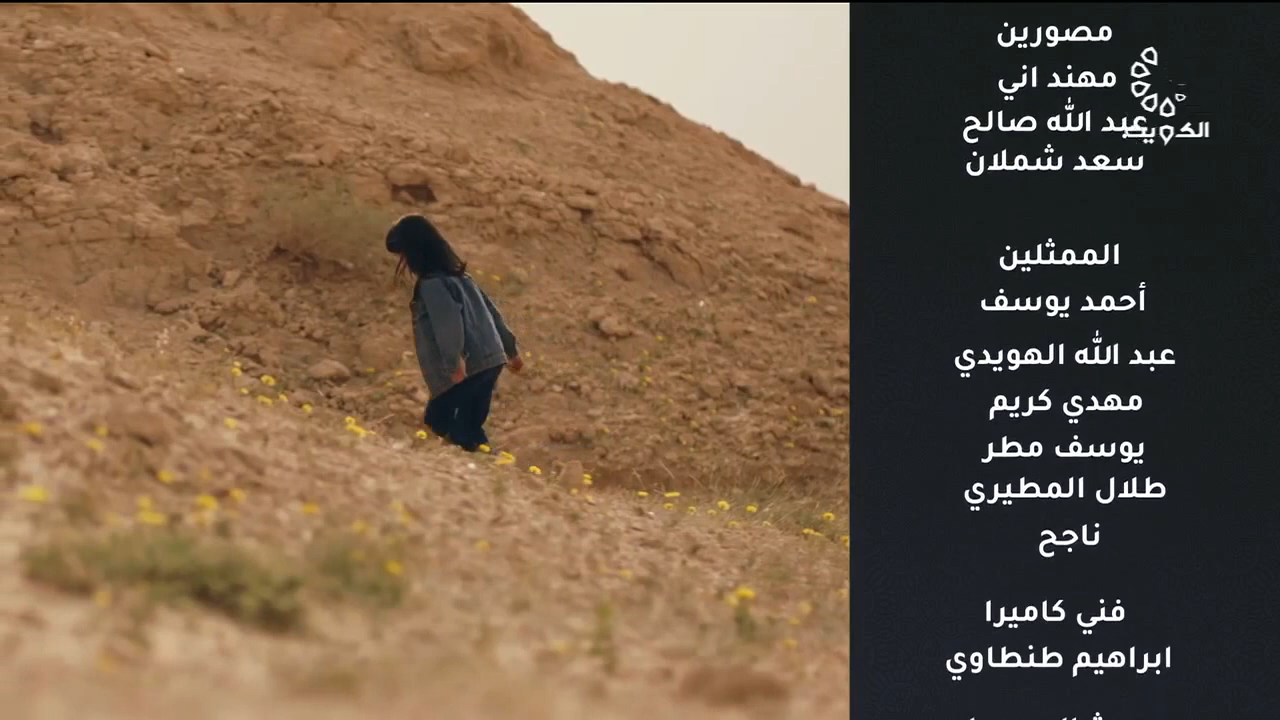 مصورين
مهند اني
عبد الله صالح
الكويت
سعد شملان
الممثلين
أحمد يوسف
عبد الله الهويدي
مهدي كريم
يوسف مطر
طلال المطيري
ناجح
فني كاميرا
ابراهيم طنطاوي